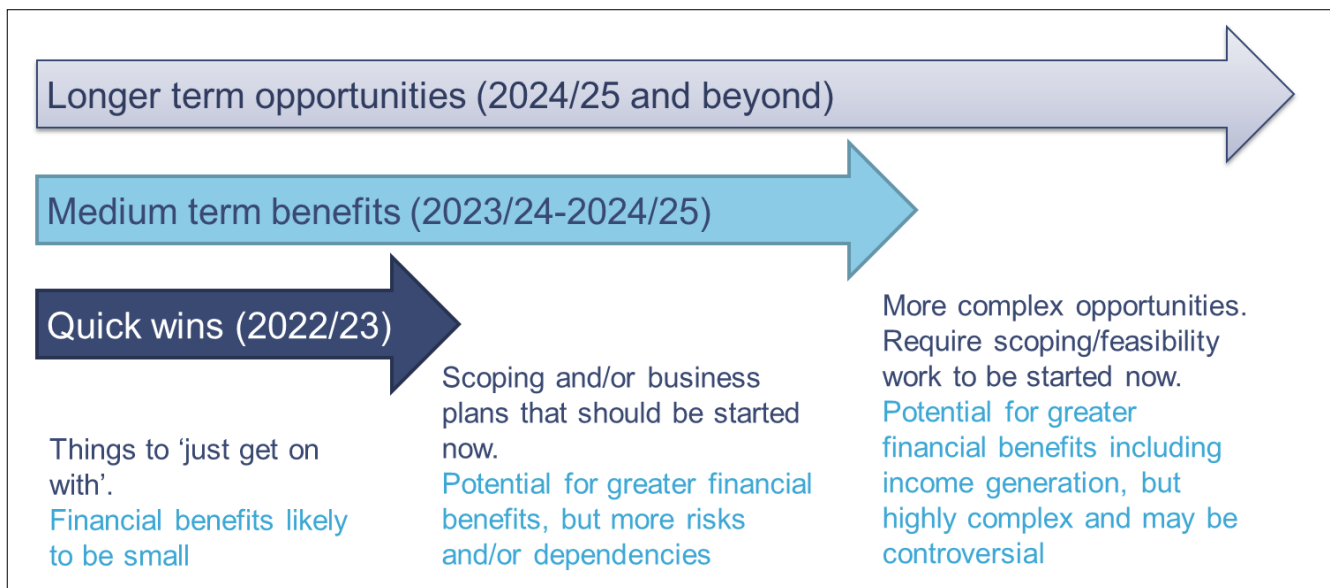 Longer term opportunities (2024/25 and beyond)
Medium term benefits (2023/24-2024/25)
Quick wins (2022/23)
Things to ‘just get on
with’.
Financial benefits likely
to be small
Scoping and/or business
plans that should be started
now.
Potential for greater financial
benefits, but more risks
and/or dependencies
More complex opportunities.
Require scoping/feasibility
work to be started now.
Potential for greater
financial benefits including
income generation, but
highly complex and may be
controversial